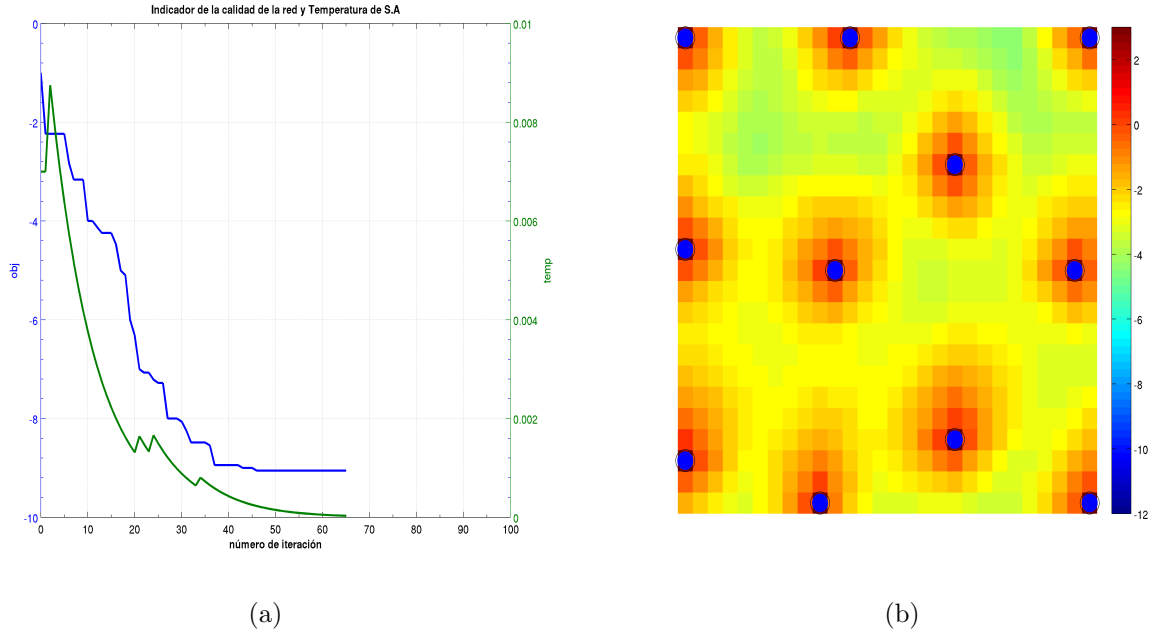 Indicador de la calidad de la red y Temperatura de S.A
0
-2
-4
-6
-8
-10
obj
0.01
0.008
0.006
0.004
0.002
0
temp
0 10 20 30 40 50 60 70 80 90 100
número de iteración
(a)
2
0
-2
-4
-6
-8
-10
-12
(b)